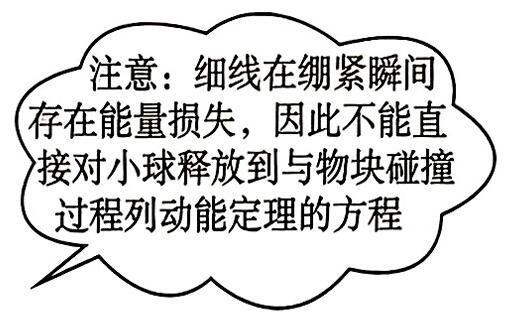 注意：细线在绷紧瞬间
存在能量损失，因此不能直
接对小球释放到与物块碰撞
过程列动能定理的方程